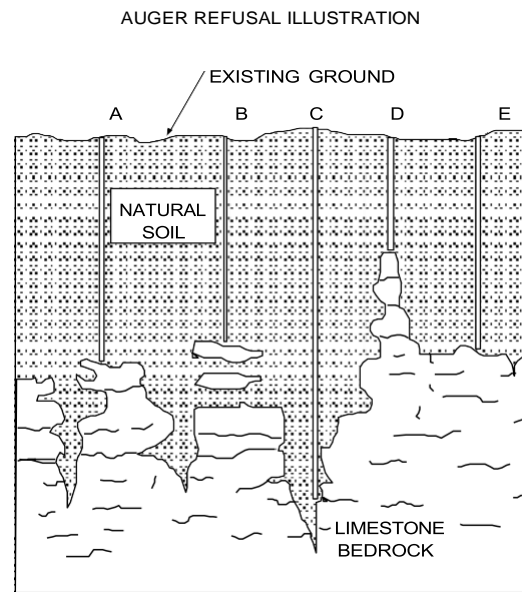 AUGER REFUSAL ILLUSTRATION
EXISTING GROUND
A B C D E
NATURAL
SOIL
LIMESTONE
BEDROCK